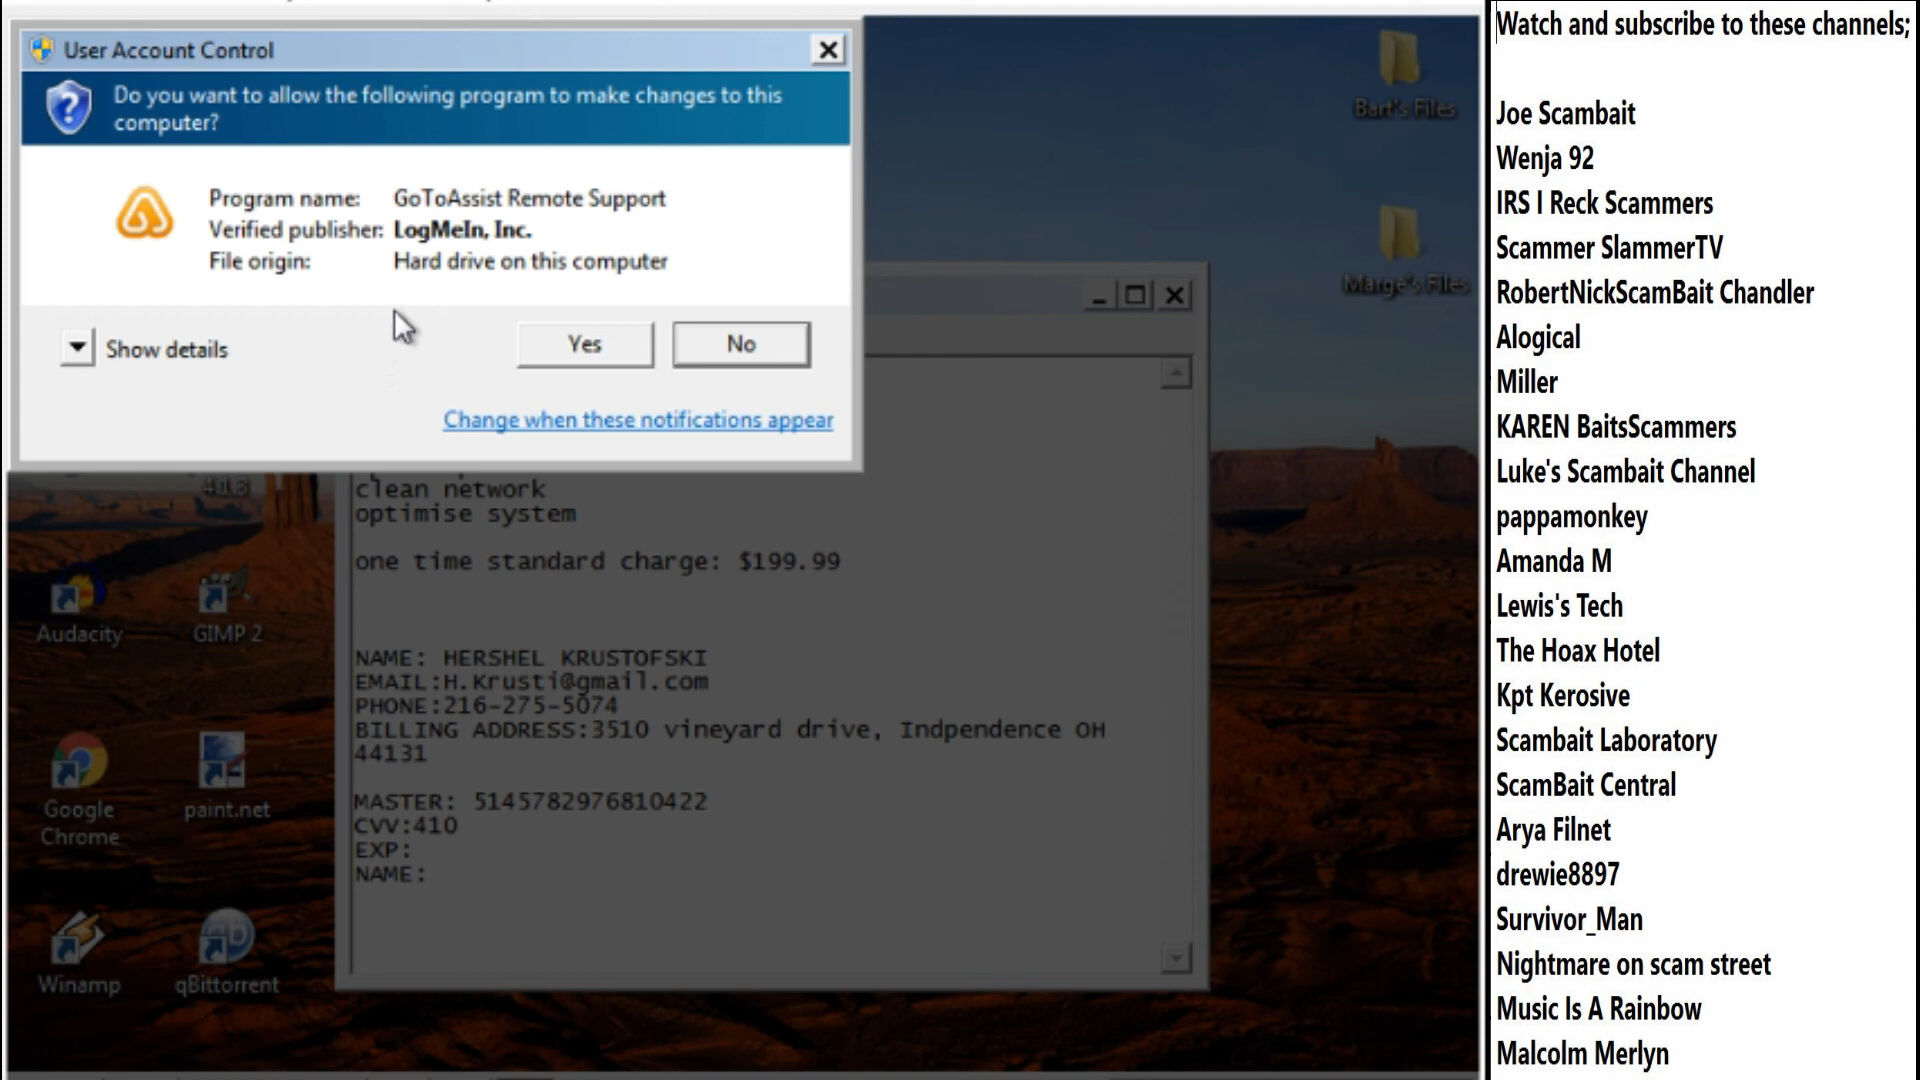 User Account Control
Do you want to allow the following program to make changes to this
computer?
Program name: GoToAssist Remote Support
Verified publisher: LogMeIn, Inc.
File origin: Hard drive on this computer
Show details
Yes
No
Change when these notifications appear
Bart's Files
Marge's Files
clean network
optimise system
one time standard charge: $199.99
NAME: HERSHEL KRUSTOFSKI
EMAIL:H.Krusti@gmail.com
PHONE:216-275-5074
BILLING ADDRESS:3510 vineyard drive, Indpendence OH
44131
MASTER: 5145782976810422
CVV:410
EXP:
NAME:
4.1.3
Audacity
GIMP 2
Google
Chrome
paint.net
Winamp
qBittorrent
Watch and subscribe to these channels;
Joe Scambait
Wenja 92
IRS I Reck Scammers
Scammer SlammerTV
RobertNickScamBait Chandler
Alogical
Miller
KAREN BaitsScammers
Luke's Scambait Channel
pappamonkey
Amanda M
Lewis's Tech
The Hoax Hotel
Kpt Kerosive
Scambait Laboratory
ScamBait Central
Arya Filnet
drewie8897
Survivor_Man
Nightmare on scam street
Music Is A Rainbow
Malcolm Merlyn